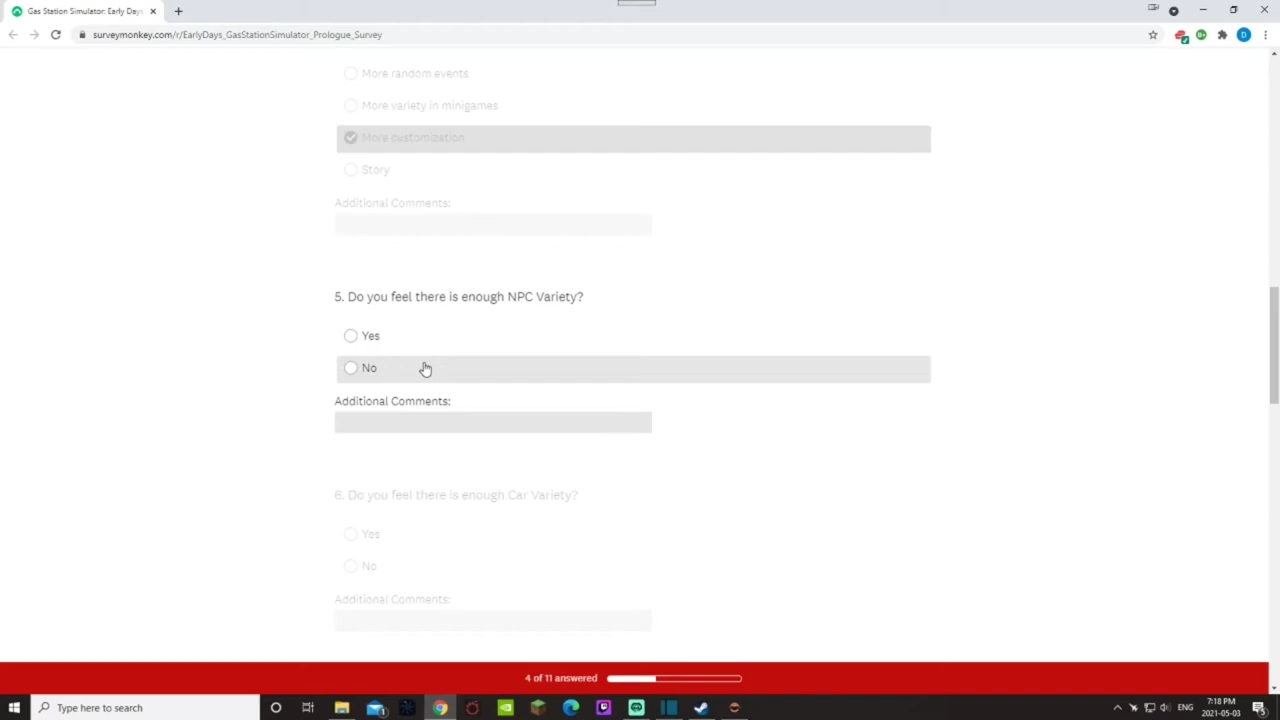 Gas Station Simulator: Early Days
surveymonkey.com/r/EarlyDays_GasStationSimulator_Prologue_Survey
D
More random events
More variety in minigames
More customization
Story
Additional Comments:
5. Do you feel there is enough NPC Variety?
Yes
No
Additional Comments:
6. Do you feel there is enough Car Variety?
Yes
No
Additional Comments:
4 of 11 answered
Type here to search
ENG
7:18 PM
2021-05-03